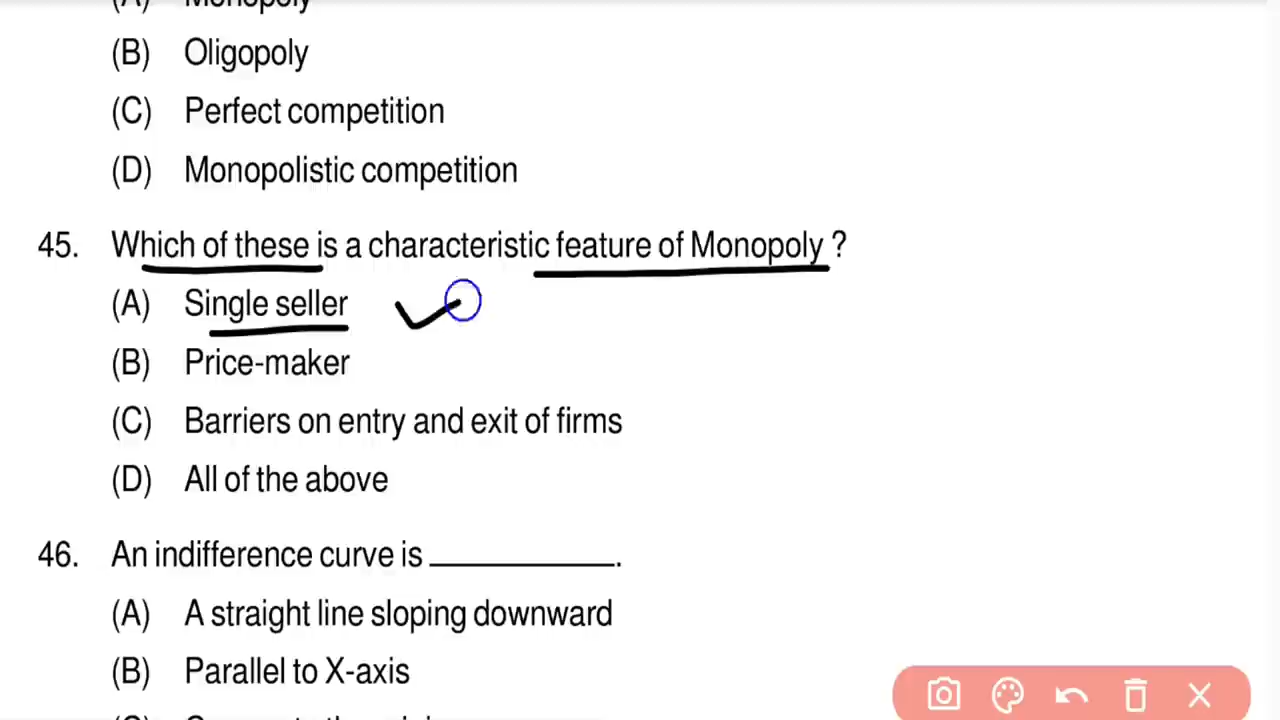 (A) Monopoly
(B) Oligopoly
(C) Perfect competition
(D) Monopolistic competition
45. Which of these is a characteristic feature of Monopoly ?
(A) Single seller
(B) Price-maker
(C) Barriers on entry and exit of firms
(D) All of the above
46. An indifference curve is ____________.
(A) A straight line sloping downward
(B) Parallel to X-axis